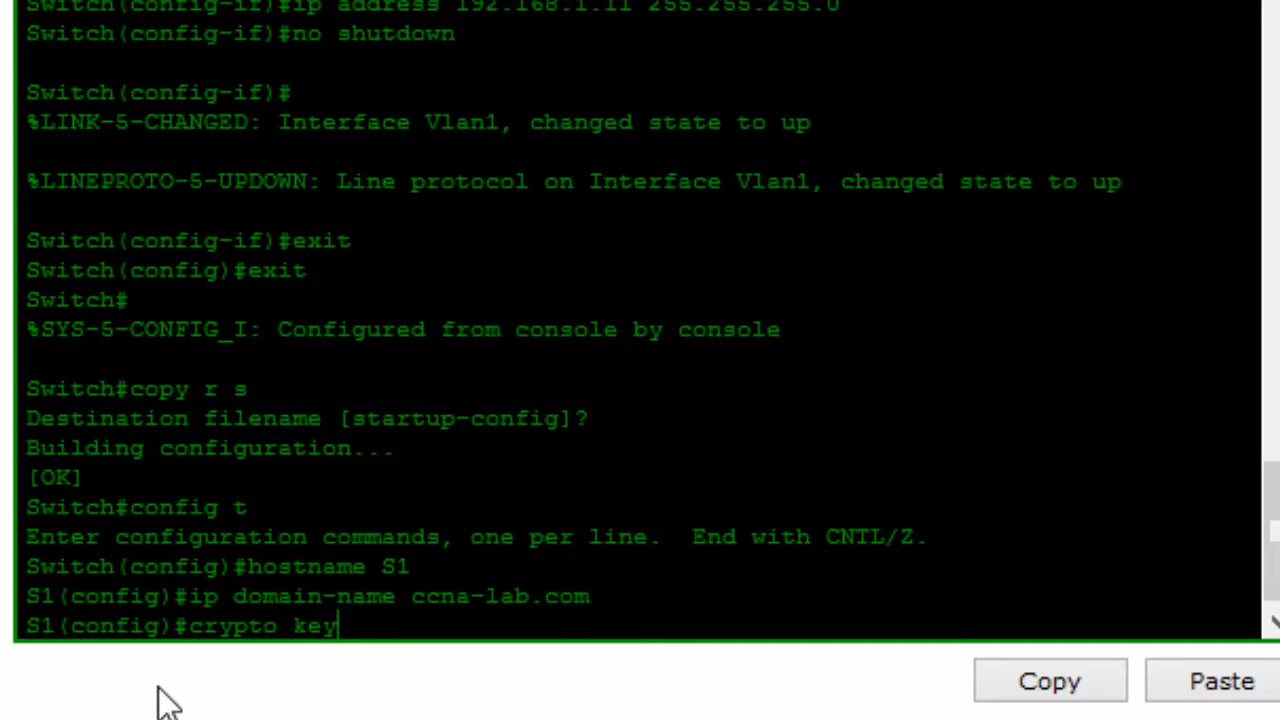 Switch(config-if)#ip address 192.168.1.11 255.255.255.0
Switch(config-if)#no shutdown
Switch(config-if)#
%LINK-5-CHANGED: Interface Vlan1, changed state to up
%LINEPROTO-5-UPDOWN: Line protocol on Interface Vlan1, changed state to up
Switch(config-if)#exit
Switch(config)#exit
Switch#
%SYS-5-CONFIG_I: Configured from console by console
Switch#copy r s
Destination filename [startup-config]?
Building configuration...
[OK]
Switch#config t
Enter configuration commands, one per line.  End with CNTL/Z.
Switch(config)#hostname S1
S1(config)#ip domain-name ccna-lab.com
S1(config)#crypto key
Copy
Paste